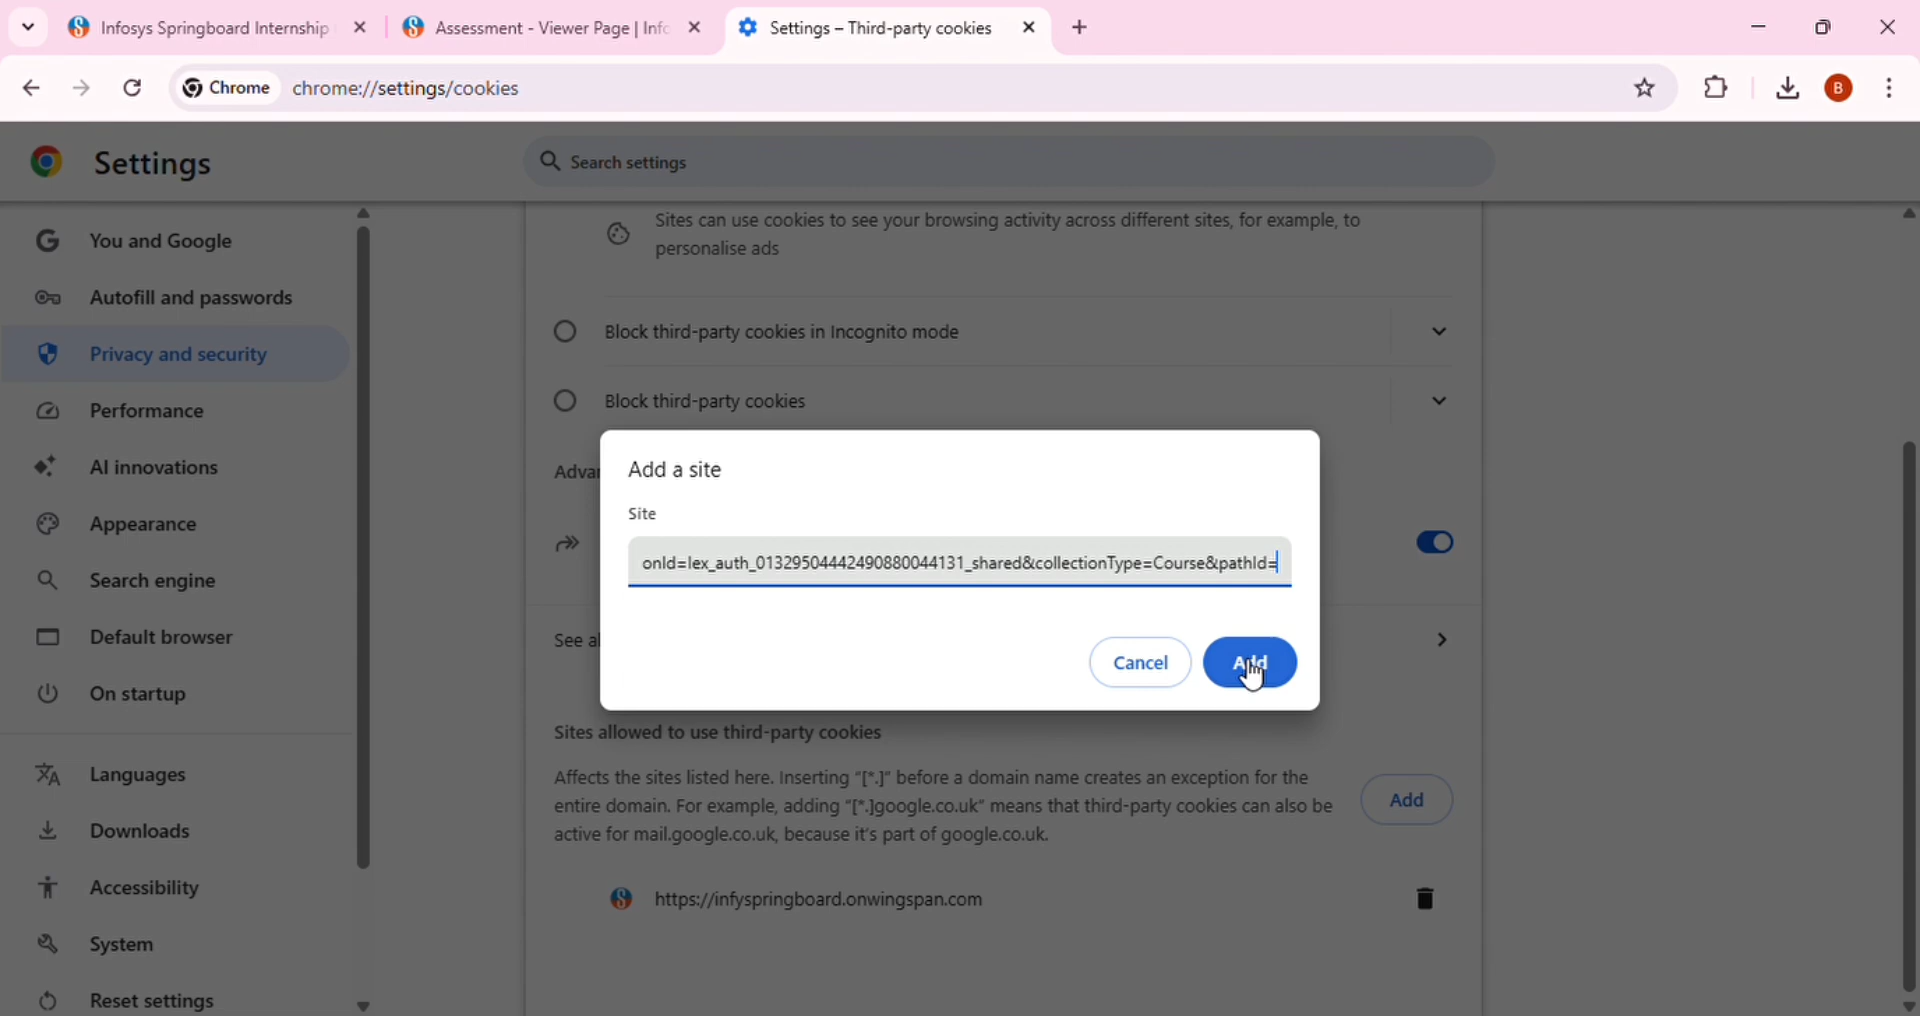 Infosys Springboard Internship
Assessment - Viewer Page | Info
Settings – Third-party cookies
Chrome
chrome://settings/cookies
B
Settings
Search settings
You and Google
Autofill and passwords
Privacy and security
Performance
AI innovations
Appearance
Search engine
Default browser
On startup
Languages
Downloads
Accessibility
System
Reset settings
Sites can use cookies to see your browsing activity across different sites, for example, to
personalise ads
Block third-party cookies in Incognito mode
Block third-party cookies
Advan
Add a site
Site
onId=lex_auth_01329504442490880044131_shared&collectionType=Course&pathId=
See al
Cancel
Add
Sites allowed to use third-party cookies
Affects the sites listed here. Inserting "[*.]" before a domain name creates an exception for the
entire domain. For example, adding "[*.]google.co.uk" means that third-party cookies can also be
active for mail.google.co.uk, because it's part of google.co.uk.
Add
https://infyspringboard.onwingspan.com